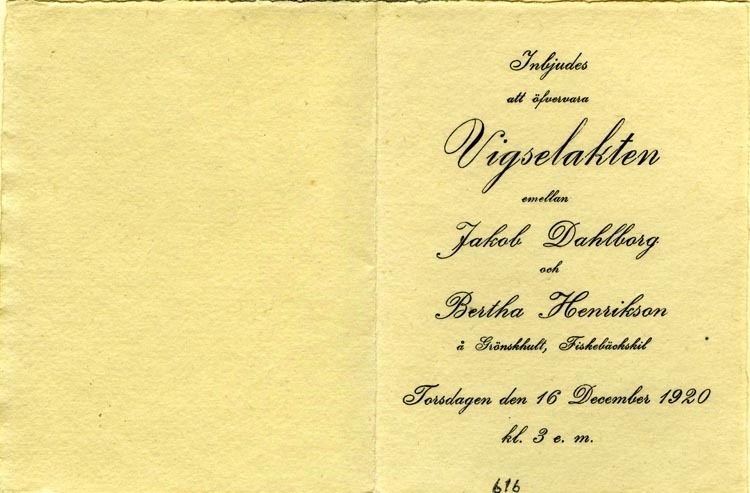 Inbjudes
att öfvervara
Vigselakten
emellan
Jakob Dahlborg
och
Bertha Henrikson
å Grönskhult, Fiskebäckskil
Torsdagen den 16 December 1920
kl. 3 e. m.
616